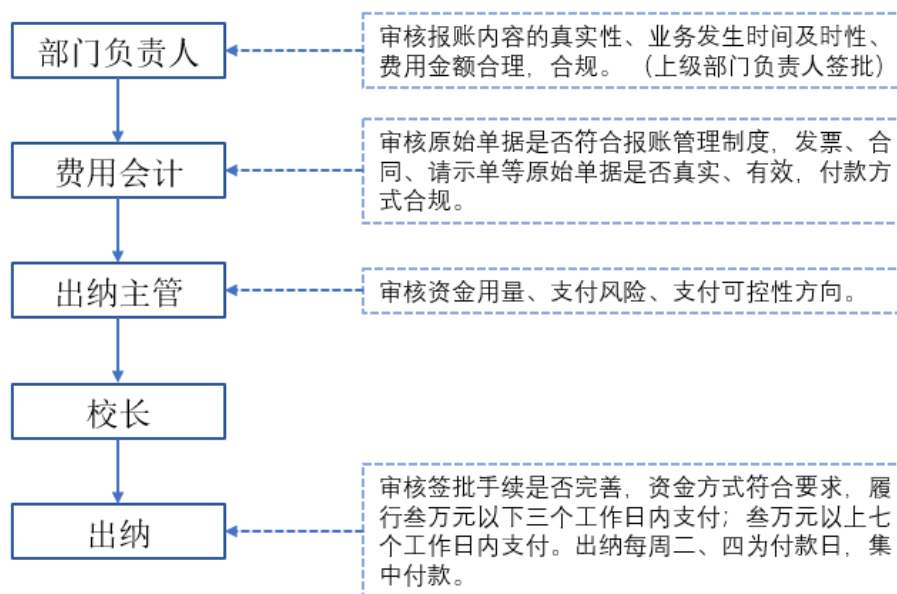 部门负责人
审核报账内容的真实性、业务发生时间及时性、
费用金额合理，合规。 （上级部门负责人签批）
费用会计
审核原始单据是否符合报账管理制度，发票、合
同、请示单等原始单据是否真实、有效，付款方
式合规。
出纳主管
审核资金用量、支付风险、支付可控性方向。
校长
出纳
审核签批手续是否完善，资金方式符合要求，履
行叁万元以下三个工作日内支付；叁万元以上七
个工作日内支付。出纳每周二、四为付款日，集
中付款。